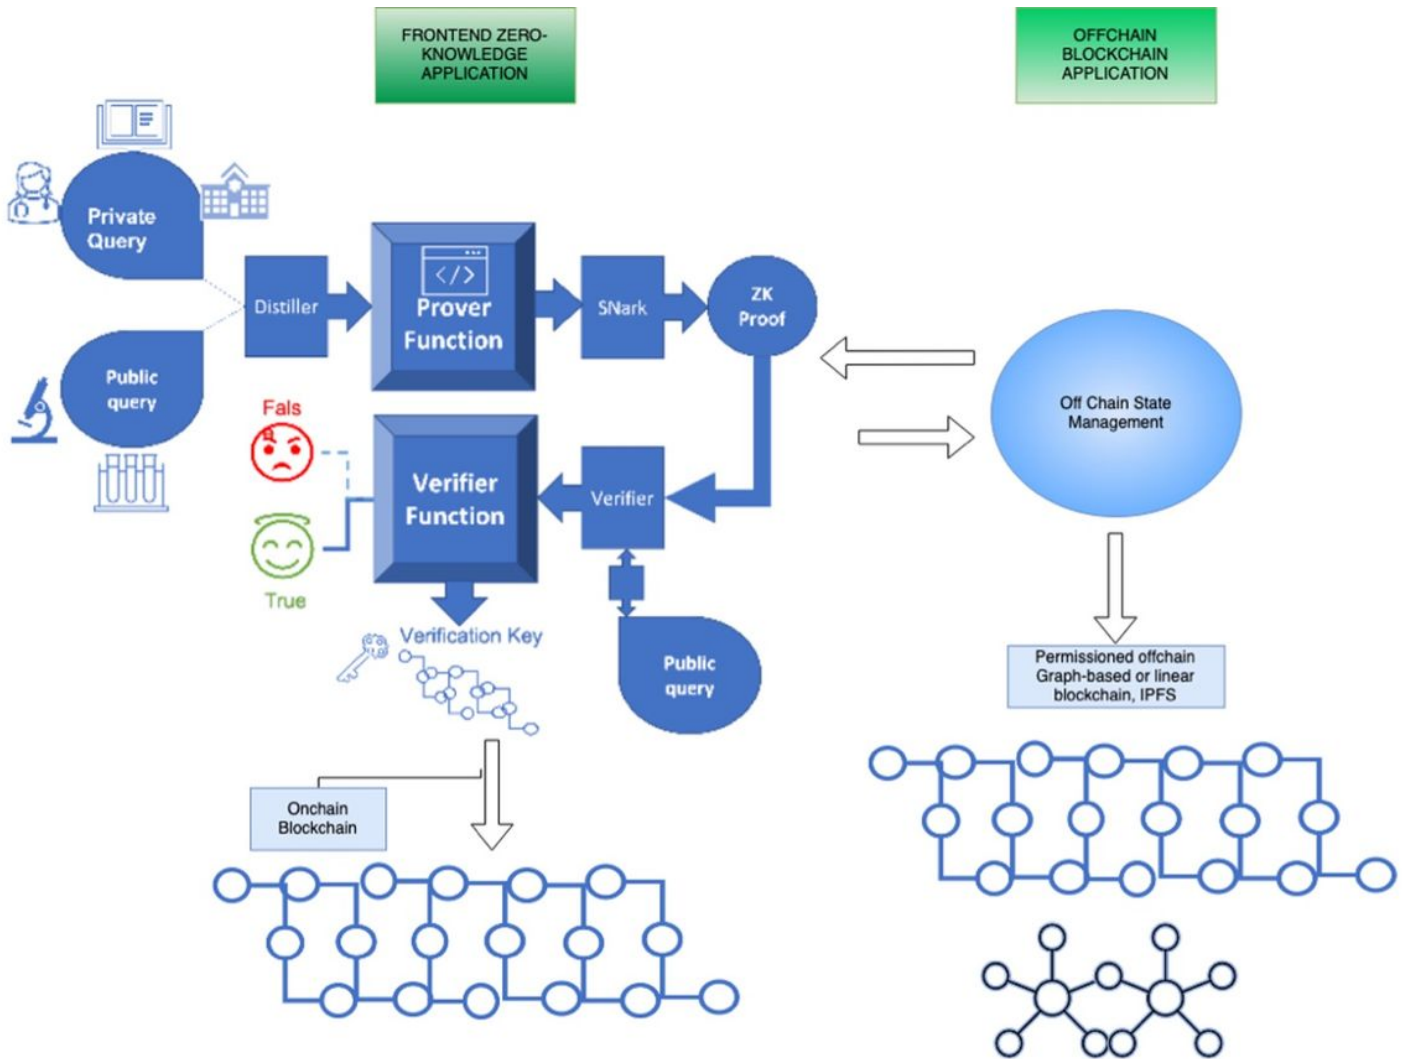 FRONTEND ZERO-
KNOWLEDGE
APPLICATION
OFFCHAIN
BLOCKCHAIN
APPLICATION
Private
Query
Distiller
</>
Prover
Function
SNark
ZK
Proof
Public
query
Off Chain State
Management
Fals
e
True
Verifier
Function
Verifier
Verification Key
Public
query
Permissioned offchain
Graph-based or linear
blockchain, IPFS
Onchain
Blockchain